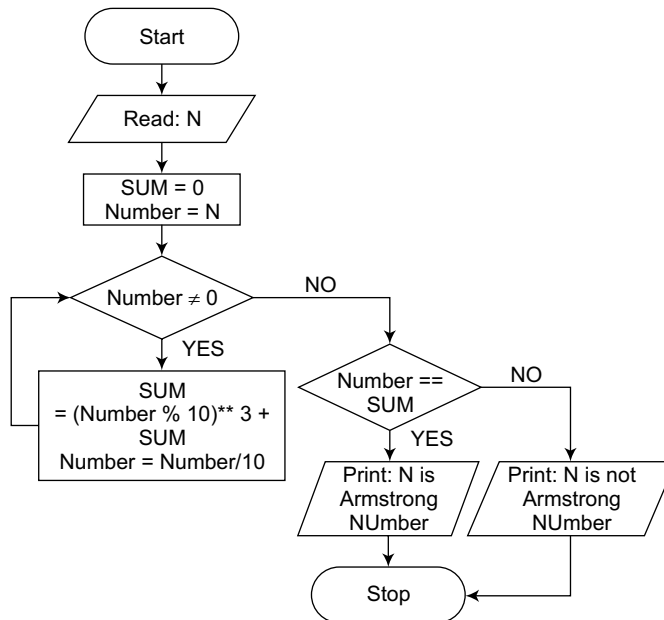 Start
Read: N
SUM = 0
Number = N
Number ≠ 0
NO
YES
SUM
= (Number % 10)** 3 +
SUM
Number = Number/10
Number ==
SUM
NO
YES
Print: N is
Armstrong
NUmber
Print: N is not
Armstrong
NUmber
Stop